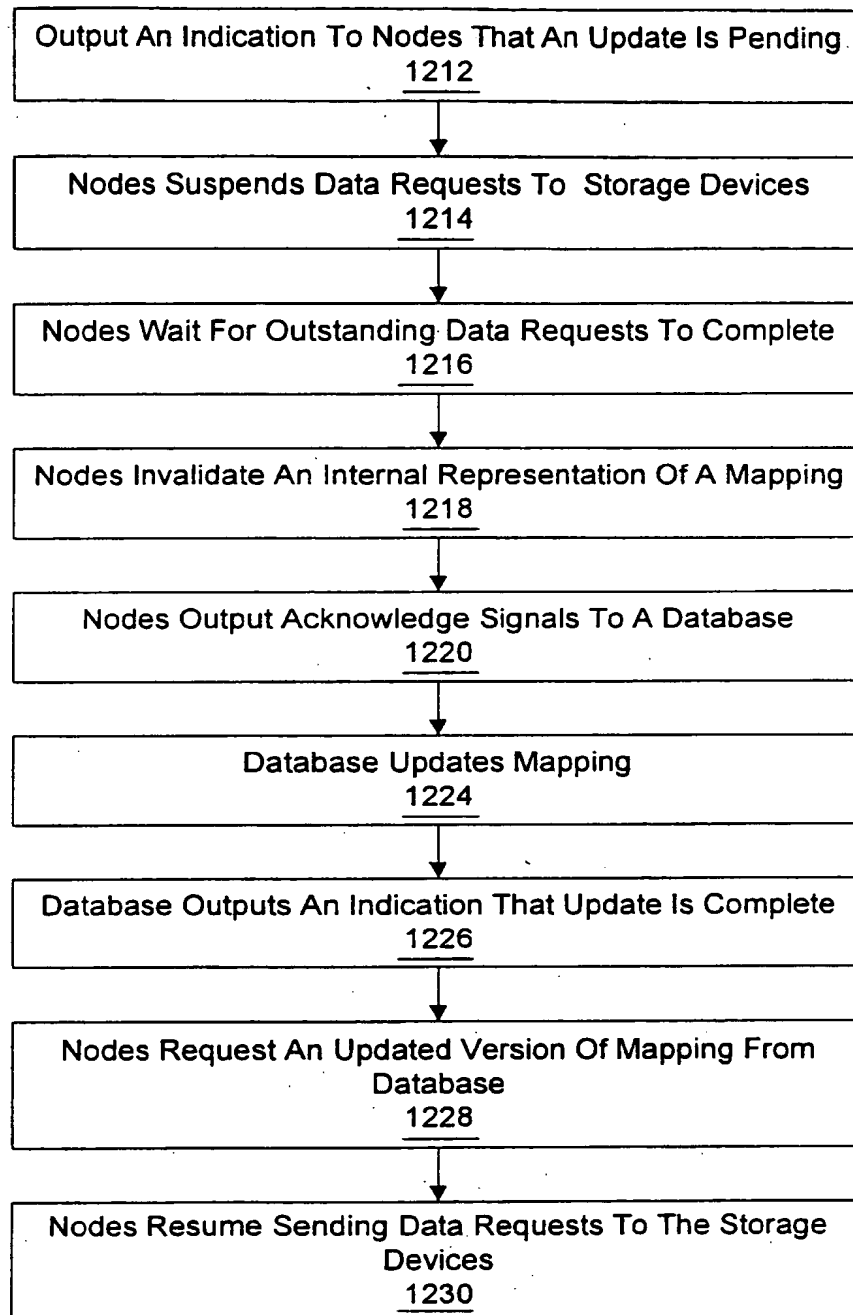 Output An Indication To Nodes That An Update Is Pending
1212
Nodes Suspends Data Requests To Storage Devices
1214
Nodes Wait For Outstanding Data Requests To Complete
1216
Nodes Invalidate An Internal Representation Of A Mapping
1218
Nodes Output Acknowledge Signals To A Database
1220
Database Updates Mapping
1224
Database Outputs An Indication That Update Is Complete
1226
Nodes Request An Updated Version Of Mapping From
Database
1228
Nodes Resume Sending Data Requests To The Storage
Devices
1230